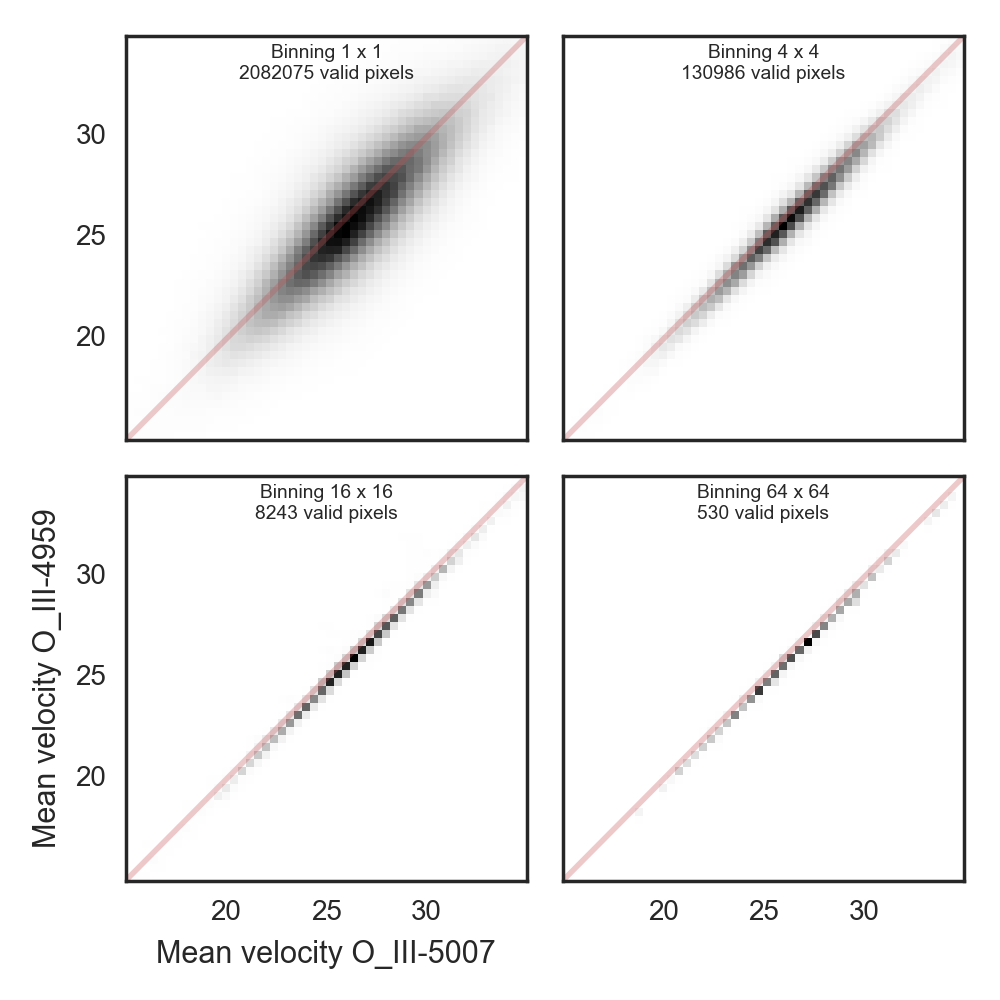 Binning 1 x 1
2082075 valid pixels
Binning 4 x 4
130986 valid pixels
30
25
20
Binning 16 x 16
8243 valid pixels
Binning 64 x 64
530 valid pixels
Mean velocity O_III-4959
30
25
20
20 25 30
20 25 30
Mean velocity O_III-5007